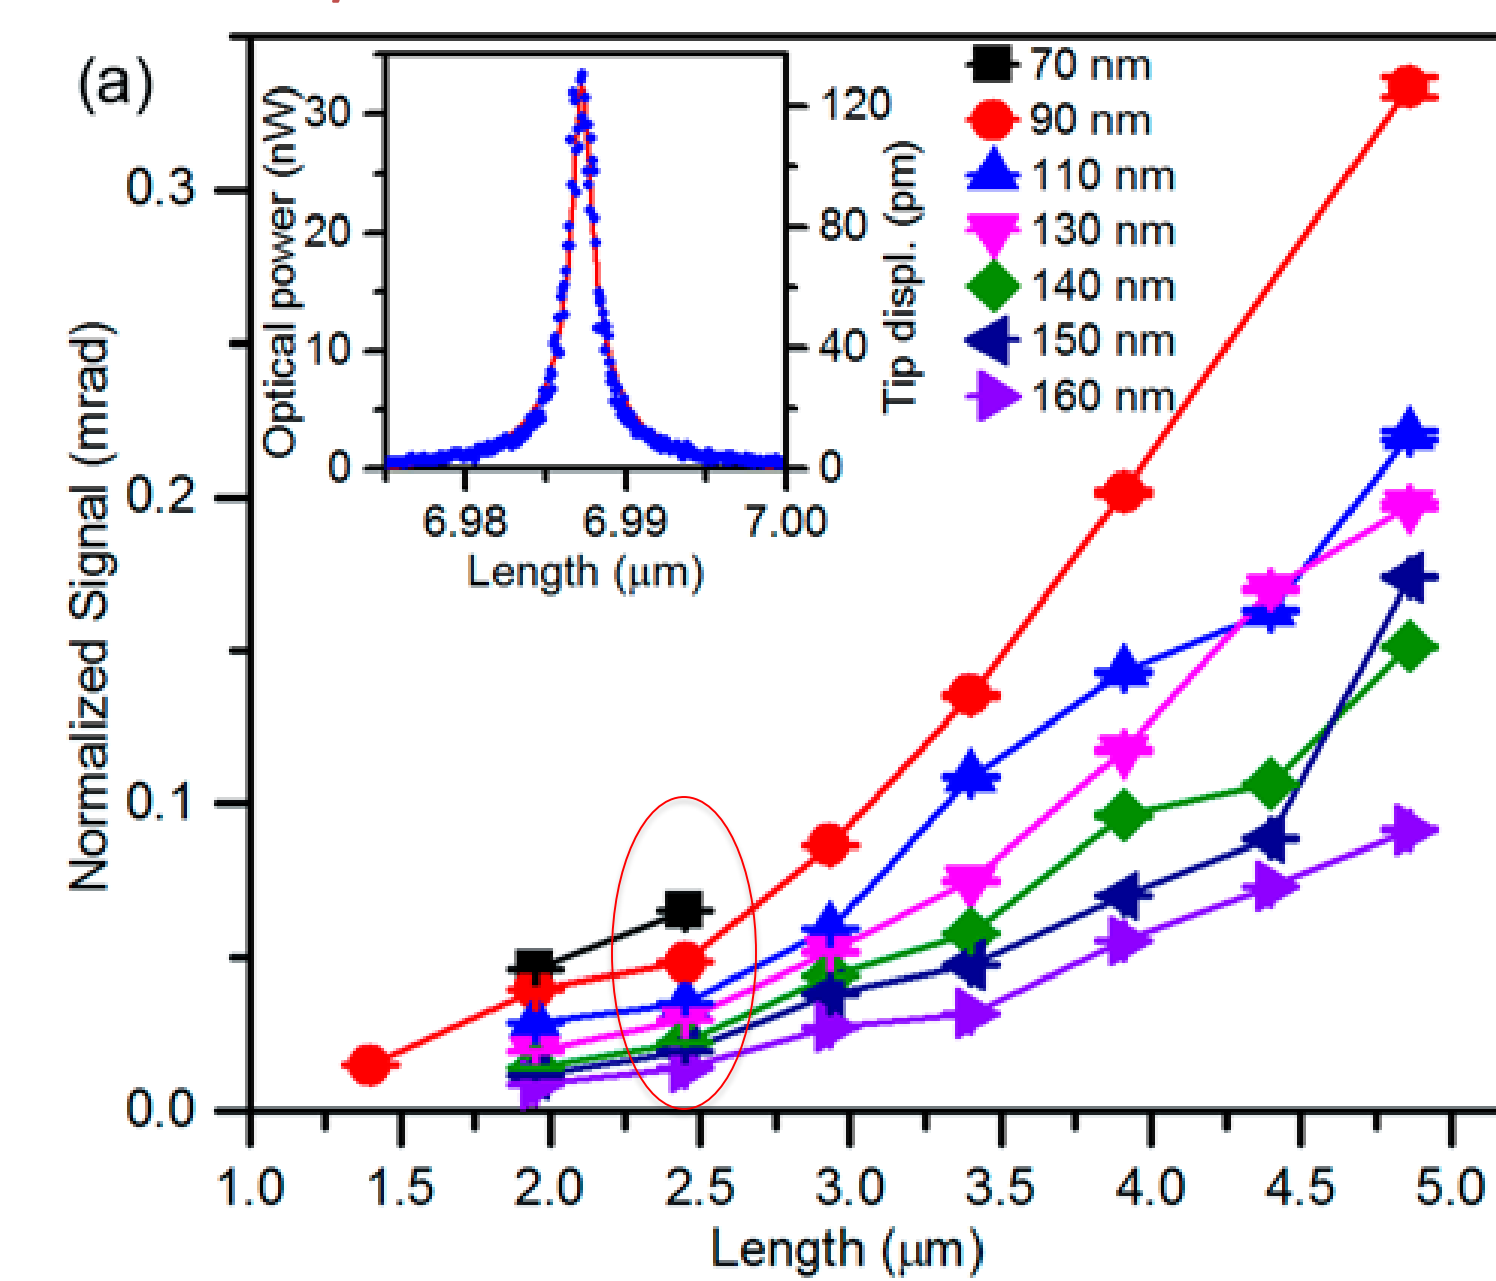 (a)
Normalized Signal (mrad)
0.3
0.2
0.1
0.0
1.0 1.5 2.0 2.5 3.0 3.5 4.0 4.5 5.0
Length (μm)
Optical power (nW)
30
20
10
0
120
80
40
0
Tip displ. (pm)
6.98 6.99 7.00
Length (μm)
70 nm
90 nm
110 nm
130 nm
140 nm
150 nm
160 nm